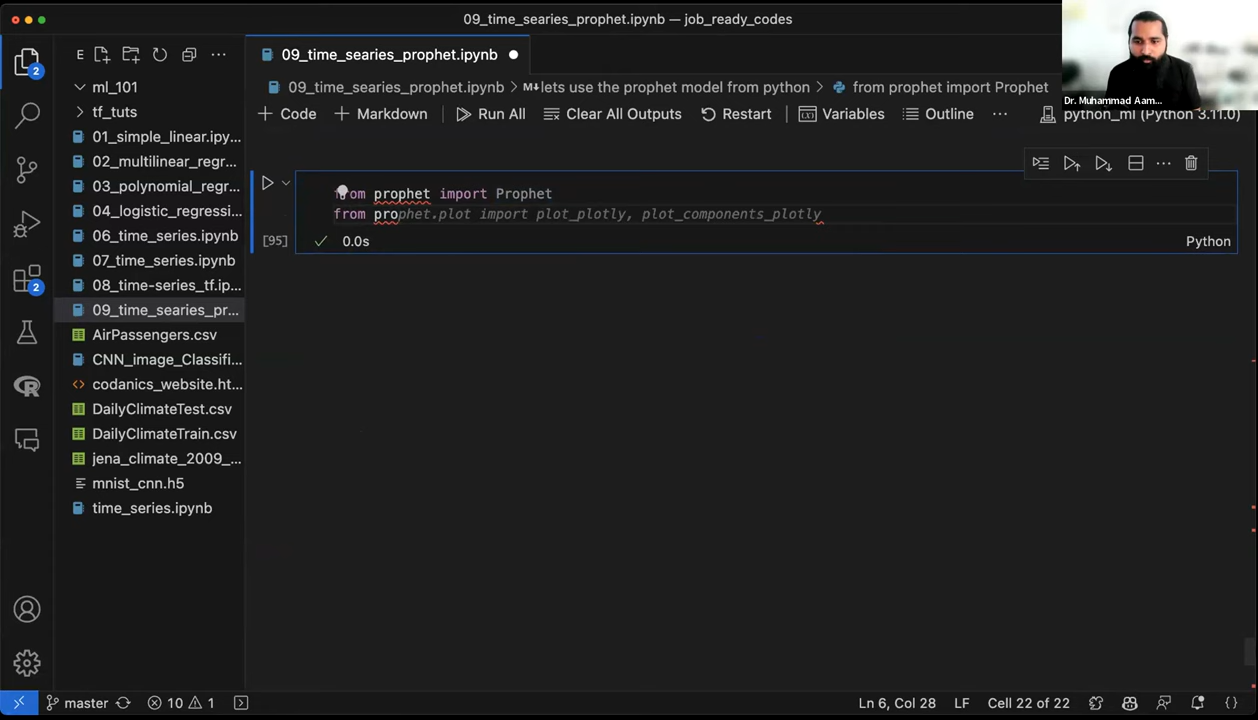 09_time_searies_prophet.ipynb — job_ready_codes
E
09_time_searies_prophet.ipynb
09_time_searies_prophet.ipynb > M lets use the prophet model from python > from prophet import Prophet
+ Code + Markdown Run All Clear All Outputs Restart Variables Outline ... python_ml (Python 3.11.0)
Dr. Muhammad Aam...
ml_101
tf_tuts
01_simple_linear.ipy...
02_multilinear_regr...
03_polynomial_regr...
04_logistic_regressi...
06_time_series.ipynb
07_time_series.ipynb
08_time-series_tf.ip...
09_time_searies_pr...
AirPassengers.csv
CNN_image_Classifi...
codanics_website.ht...
DailyClimateTest.csv
DailyClimateTrain.csv
jena_climate_2009_...
mnist_cnn.h5
time_series.ipynb
2
2
R
from prophet import Prophet
from prophet.plot import plot_plotly, plot_components_plotly
[95] 0.0s Python
master 10 1 Ln 6, Col 28 LF Cell 22 of 22